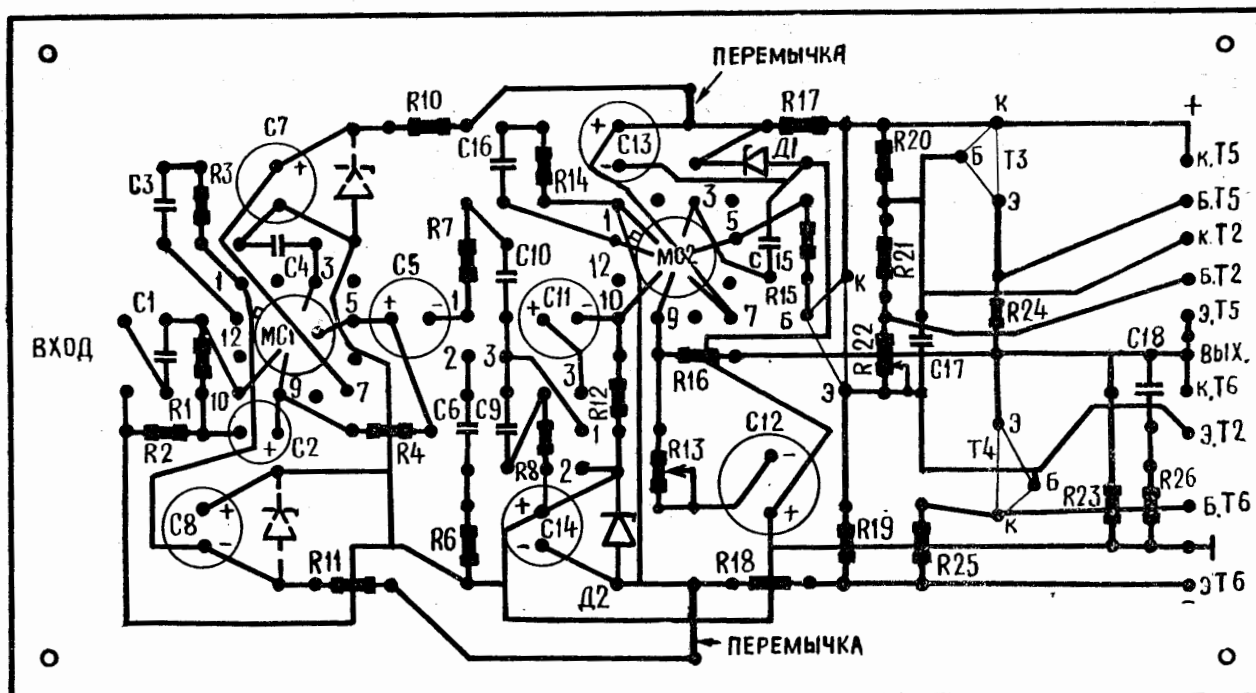 ПЕРЕМЫЧКА
R10
C7
+
C16
+
C13
-
R17
К
+
R20
Б
Т3
К,Т5
C3
R3
R14
Д1
Э
Б.Т5
R7
3
5
C4
3
1
МС2
C 15
R21
К.Т2
C10
1
12
5
C5
R15
К
Б.Т2
C1
12
МС1
+
-
1
+
C11
-
10
9
7
Б
R24
Э,Т5
ВХОД
2
3
R16
R22
C17
C18
ВЫХ.
R1
10
9
7
3
R12
Э
К,Т6
R2
+
C2
R4
C6
C9
R8
1
R13
C12
-
Э
Т4
Э,Т2
2
+
Б
R23
R26
C8
+
-
+
C14
-
R6
К
Б,Т6
R11
Д2
R18
R19
R25
ЭТ6
-
ПЕРЕМЫЧКА